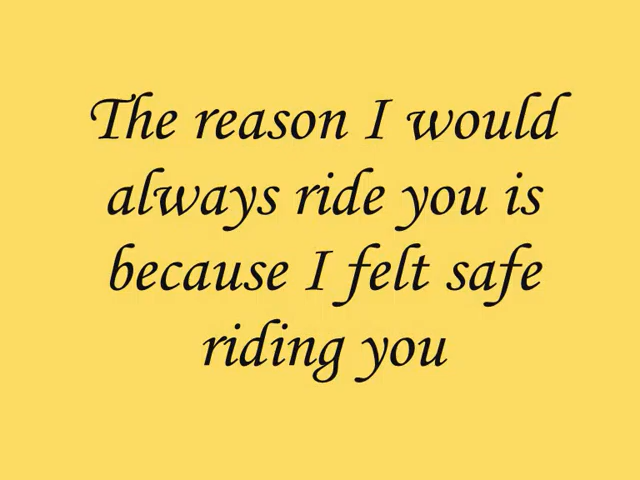 The reason I would
always ride you is
because I felt safe
riding you